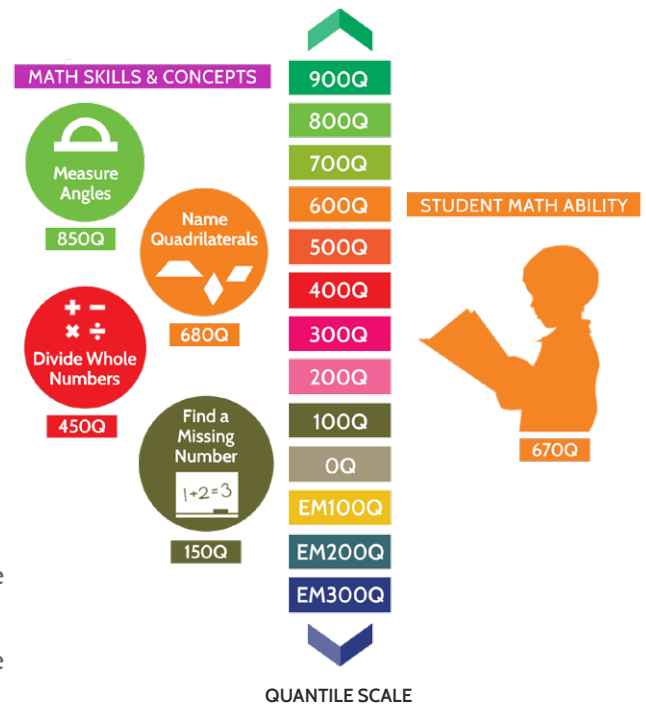 MATH SKILLS & CONCEPTS
Measure
Angles
850Q
Name
Quadrilaterals
680Q
Divide Whole
Numbers
450Q
Find a
Missing
Number
1+2=3
150Q
900Q
800Q
700Q
600Q
500Q
400Q
300Q
200Q
100Q
0Q
EM100Q
EM200Q
EM300Q
STUDENT MATH ABILITY
670Q
e
e
QUANTILE SCALE